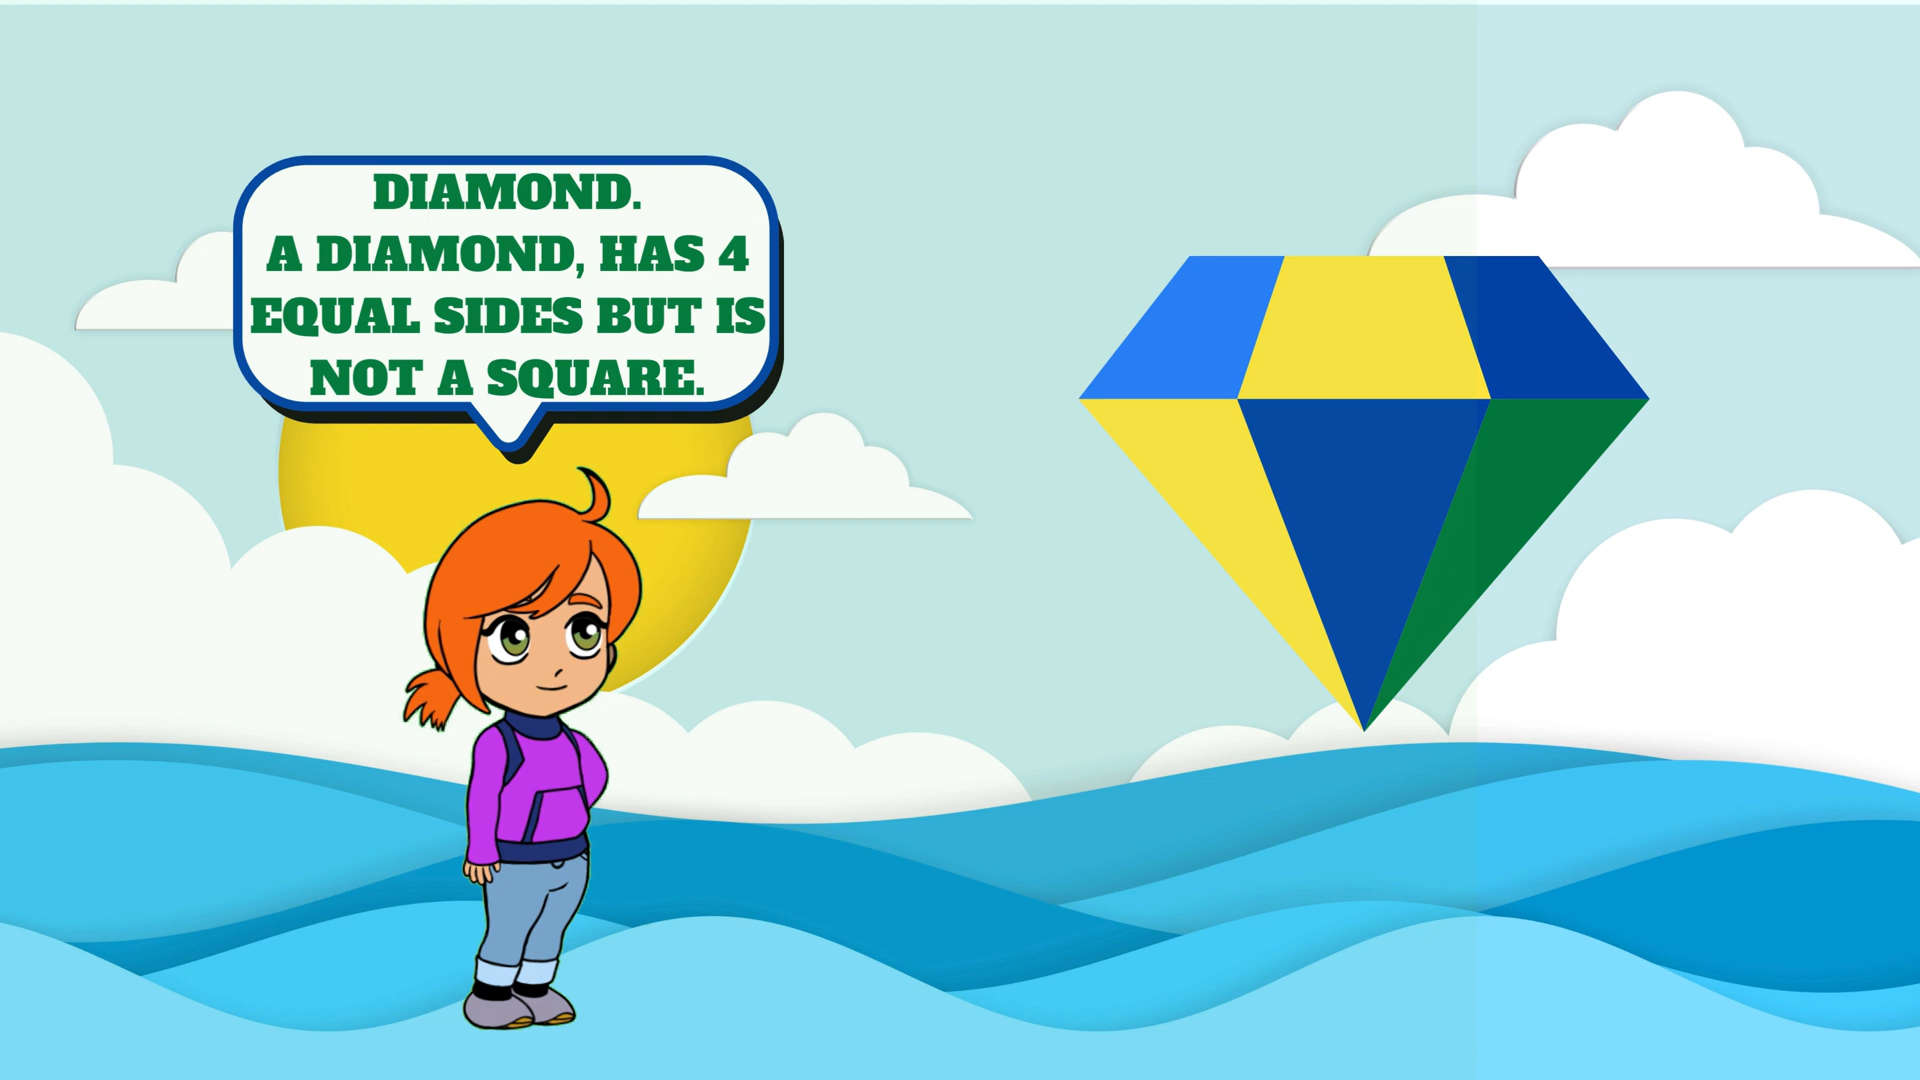 DIAMOND.
A DIAMOND, HAS 4
EQUAL SIDES BUT IS
NOT A SQUARE.